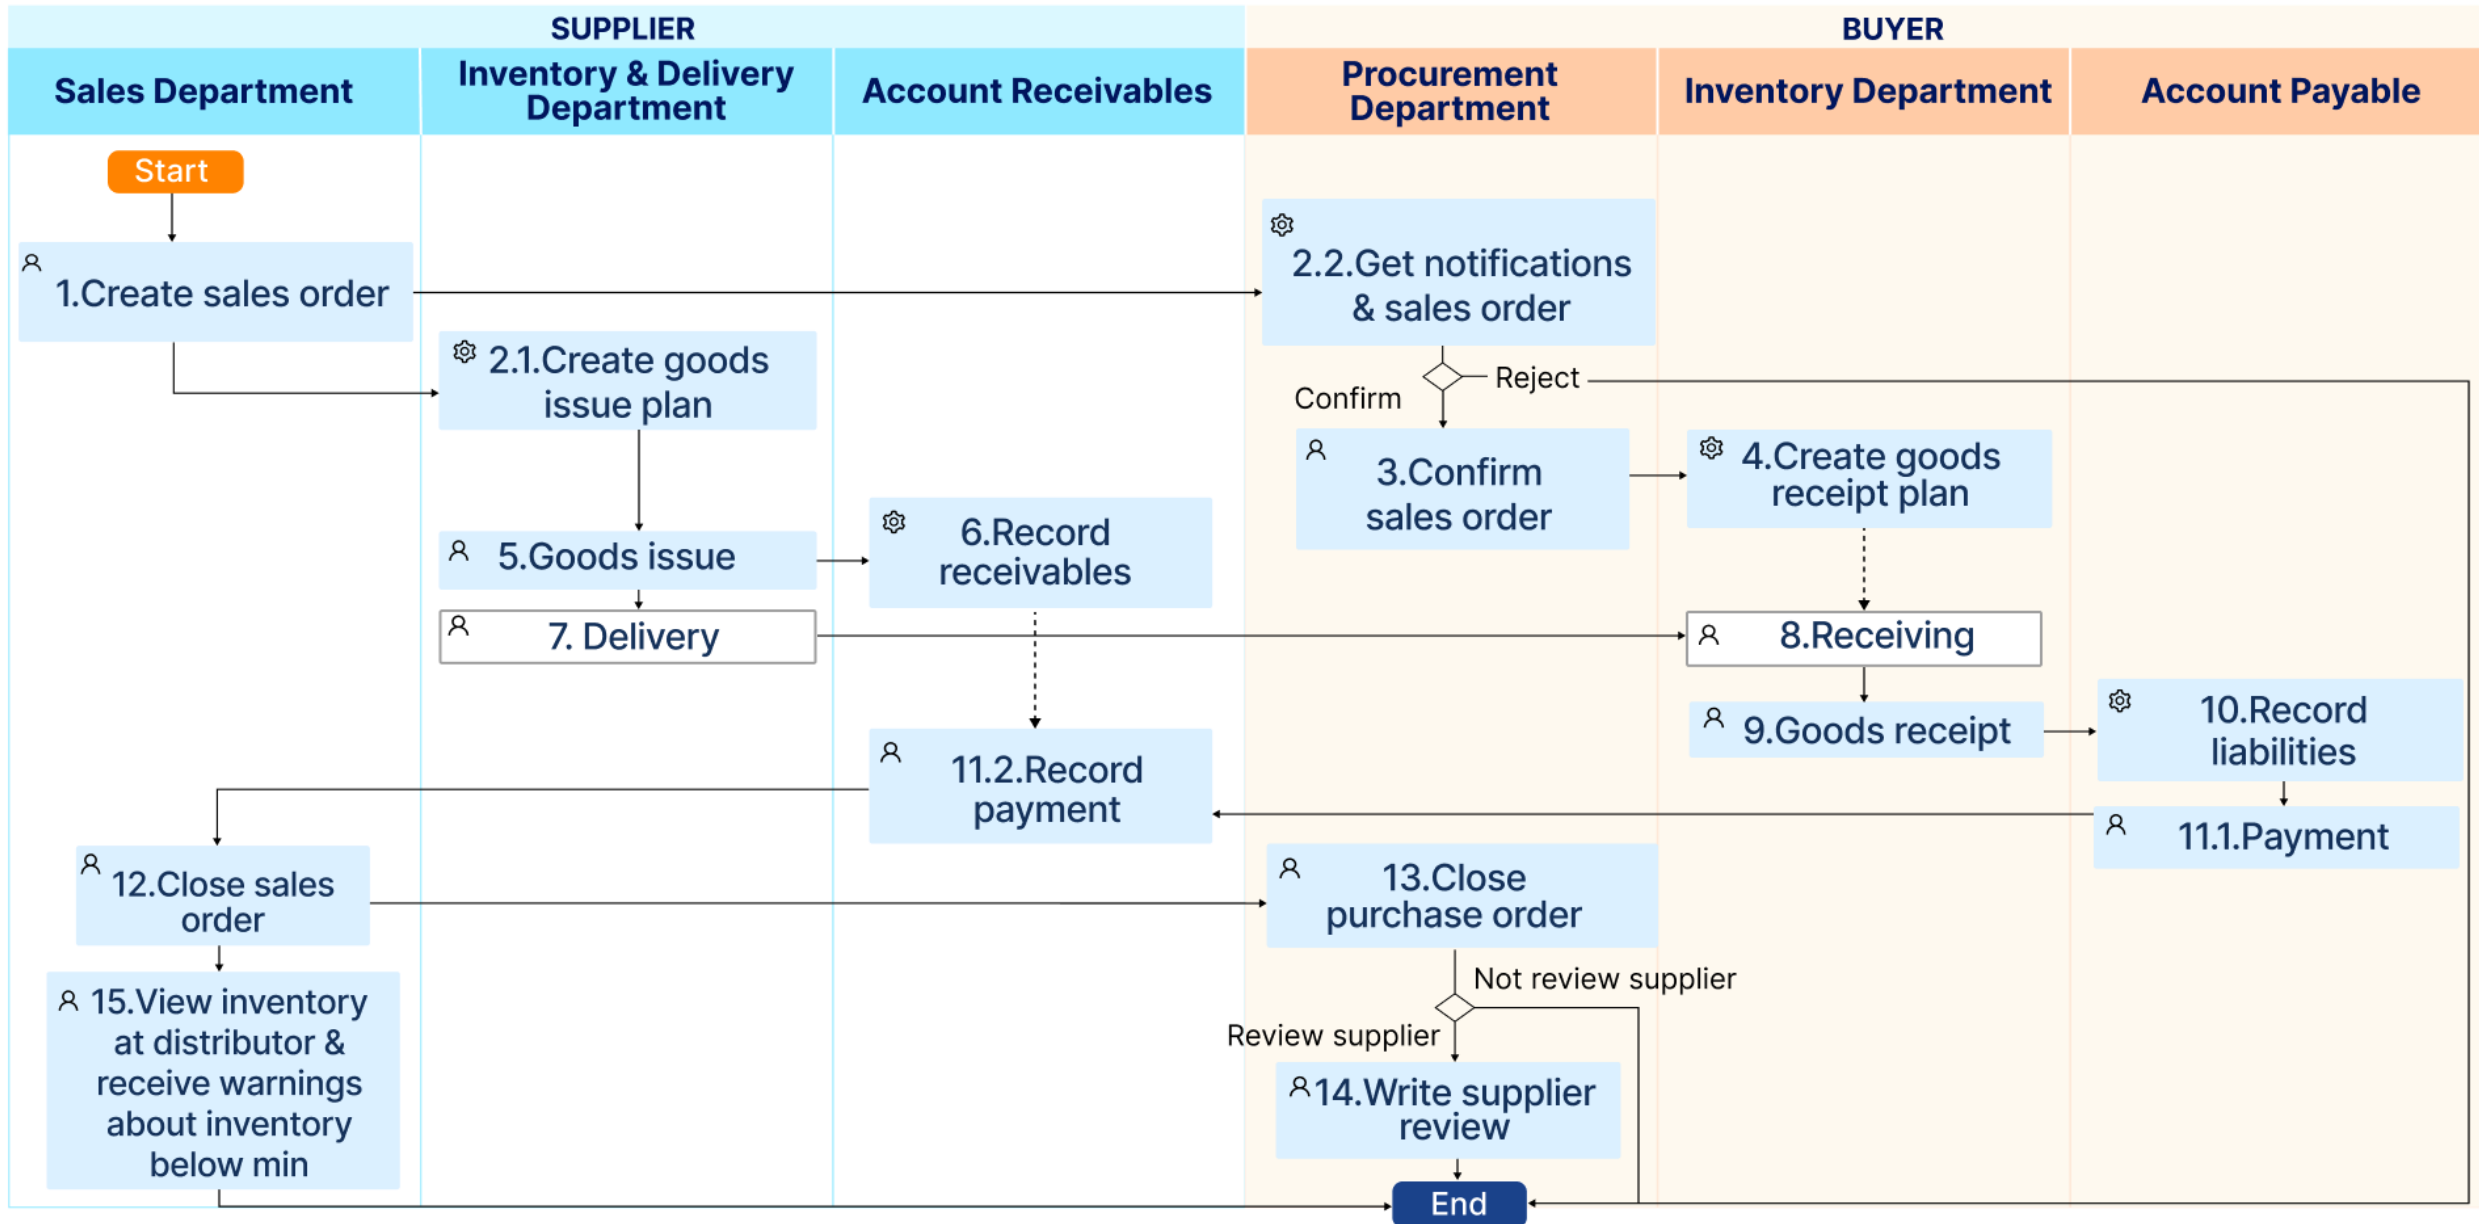 SUPPLIER
BUYER
Sales Department
Inventory & Delivery
Department
Account Receivables
Procurement
Department
Inventory Department
Account Payable
Start
1.Create sales order
2.2.Get notifications
& sales order
2.1.Create goods
issue plan
Reject
Confirm
3.Confirm
sales order
4.Create goods
receipt plan
5.Goods issue
6.Record
receivables
7. Delivery
8.Receiving
9.Goods receipt
10.Record
liabilities
11.2.Record
payment
11.1.Payment
12.Close sales
order
13.Close
purchase order
Not review supplier
Review supplier
15.View inventory
at distributor &
receive warnings
about inventory
below min
14.Write supplier
review
End